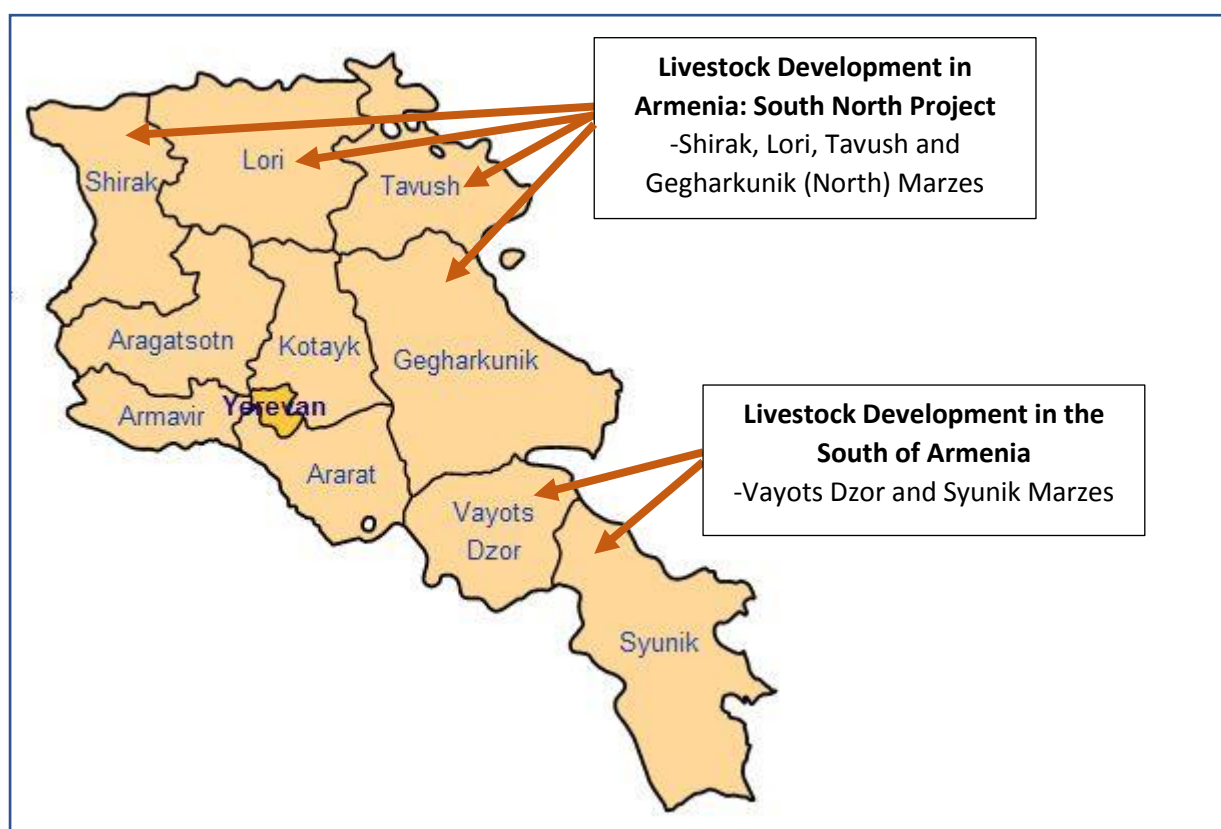 Livestock Development in
Armenia: South North Project
-Shirak, Lori, Tavush and
Gegharkunik (North) Marzes
Lori
Shirak
Tavush
Aragatsotn
Kotayk
Gegharkunik
Armavir
Yerevan
Ararat
Livestock Development in the
South of Armenia
-Vayots Dzor and Syunik Marzes
Vayots
Dzor
Syunik